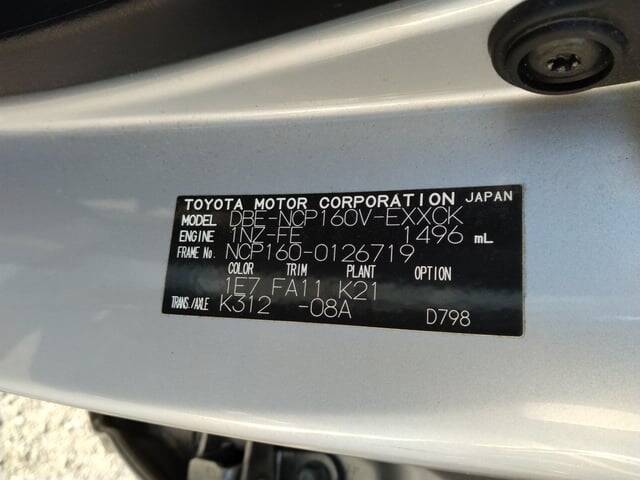 TOYOTA MOTOR CORPORATION JAPAN
MODEL DBE-NCP160V-EXXCK
ENGINE 1NZ-FE 1496 mL
FRAME No. NCP160-0126719
COLOR TRIM PLANT OPTION
1E7 FA11 K21
TRANS./AXLE K312 -08A
D798